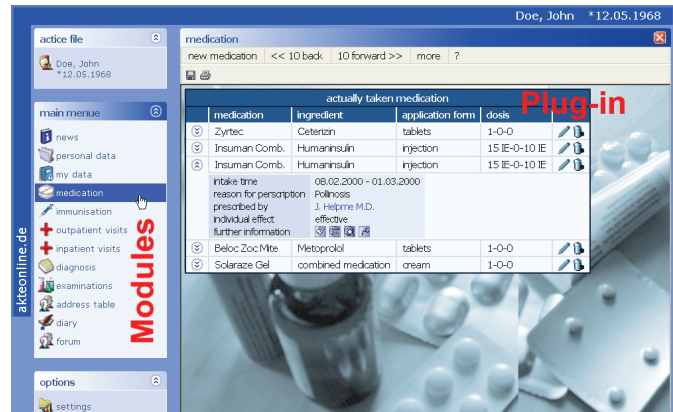 Doe, John *12.05.1968
actice file
Doe, John
*12.05.1968
main menue
news
personal data
my data
medication
immunisation
outpatient visits
inpatient visits
diagnosis
examinations
address table
diary
forum
options
settings
akteonline.de
Modules
medication
new medication << 10 back 10 forward >> more ?
Plug-in
actually taken medication
medication ingredient application form dosis
Zyrtec Ceterizin tablets 1-0-0
Insuman Comb. Humaninsulin injection 15 IE-0-10 IE
Insuman Comb. Humaninsulin injection 15 IE-0-10 IE
intake time 08.02.2000 - 01.03.2000
reason for perscription Pollinosis
prescribed by J. Helpme M.D.
individual effect effective
further information
Beloc Zoc Mite Metoprolol tablets 1-0-0
Solaraze Gel combined medication cream 1-0-0